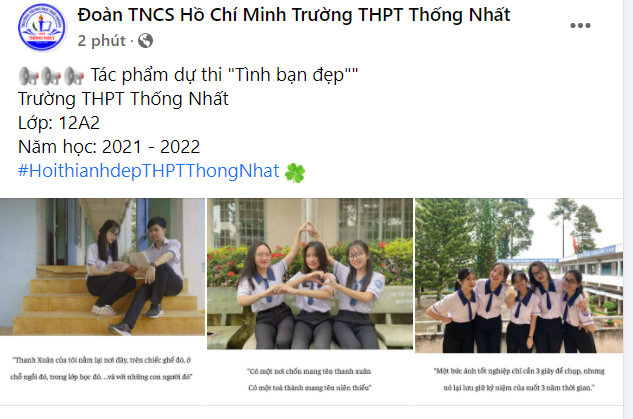 Đoàn TNCS Hồ Chí Minh Trường THPT Thống Nhất
2 phút ·
Tác phẩm dự thi "Tình bạn đẹp""
Trường THPT Thống Nhất
Lớp: 12A2
Năm học: 2021 - 2022
#HoithianhdepTHPTThongNhat
"Thanh Xuân của tôi nằm lại nơi đây, trên chiếc ghế đó, ở
chỗ ngồi đó, trong lớp học đó. ...và với những con người đó"
"Có một nơi chốn mang tên thanh xuân
Có một toà thành mang tên niên thiếu"
"Một bức ảnh tốt nghiệp chỉ cần 3 giây để chụp, nhưng
nó lại lưu giữ kỷ niệm của suốt 3 năm thời gian."